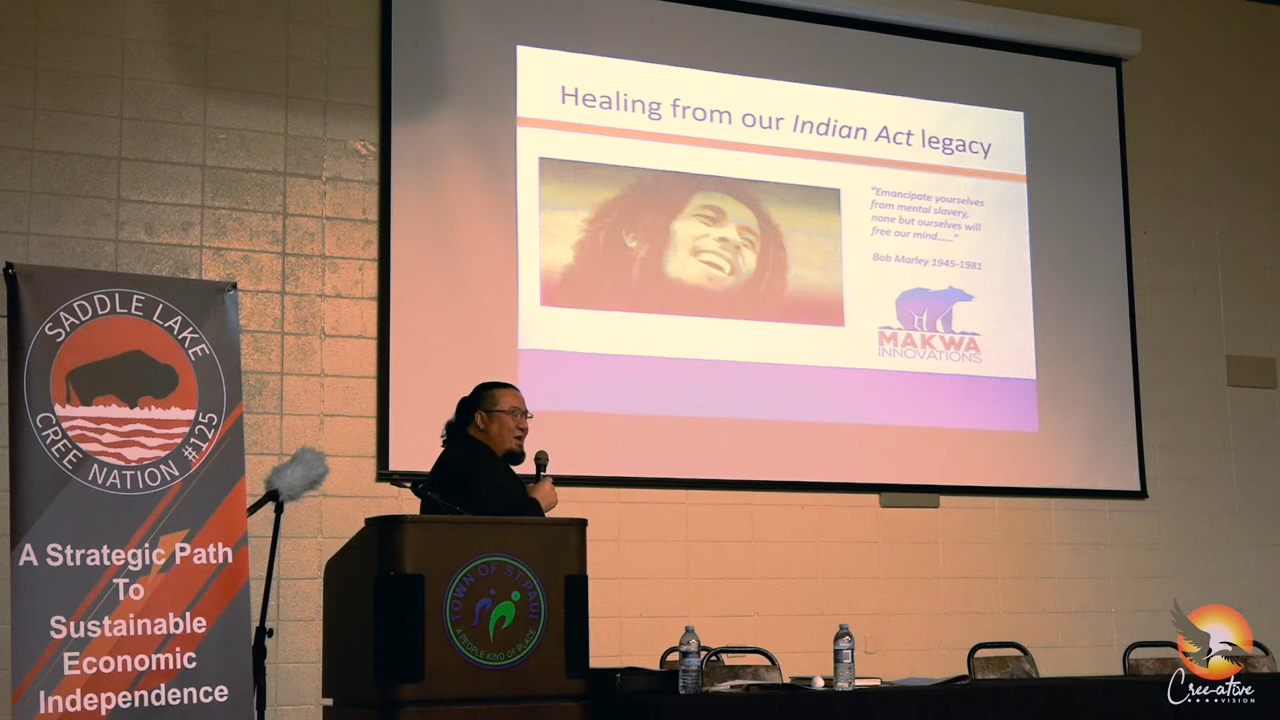 Healing from our Indian Act legacy
"Emancipate yourselves
from mental slavery,
none but ourselves will
free our mind......"
Bob Marley 1945-1981
MAKWA
INNOVATIONS
SADDLE LAKE
CREE NATION #125
A Strategic Path
To
Sustainable
Economic
Independence
TOWN OF ST. PAUL
A PEOPLE KIND OF PLACE
Cree-ative
VISION